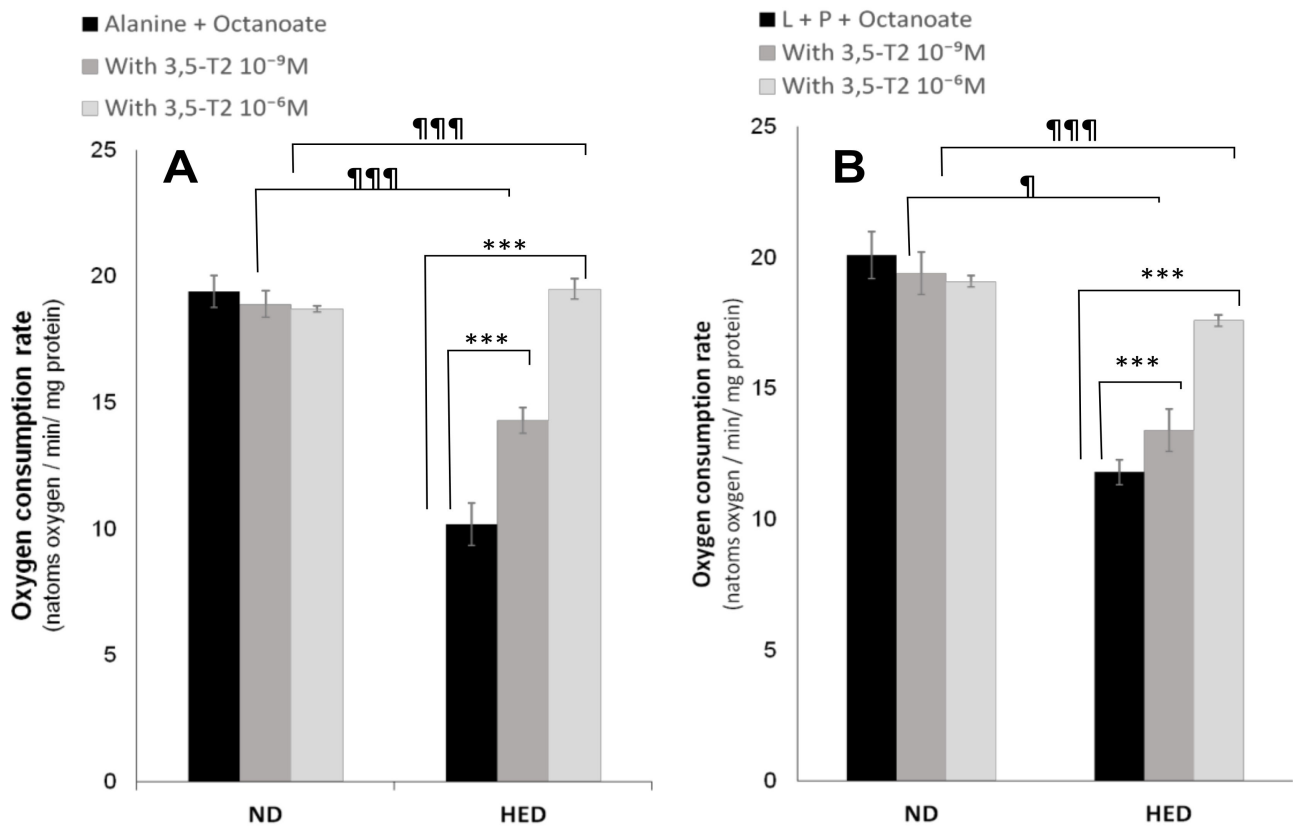 Alanine + Octanoate
With 3,5-T2 10⁻⁹M
With 3,5-T2 10⁻⁶M
A
¶¶¶
¶¶¶
***
***
25
20
15
10
5
0
Oxygen consumption rate
(natoms oxygen / min/ mg protein)
ND
HED
L + P + Octanoate
With 3,5-T2 10⁻⁹M
With 3,5-T2 10⁻⁶M
B
¶¶¶
¶
***
***
25
20
15
10
5
0
Oxygen consumption rate
(natoms oxygen / min/ mg protein)
ND
HED